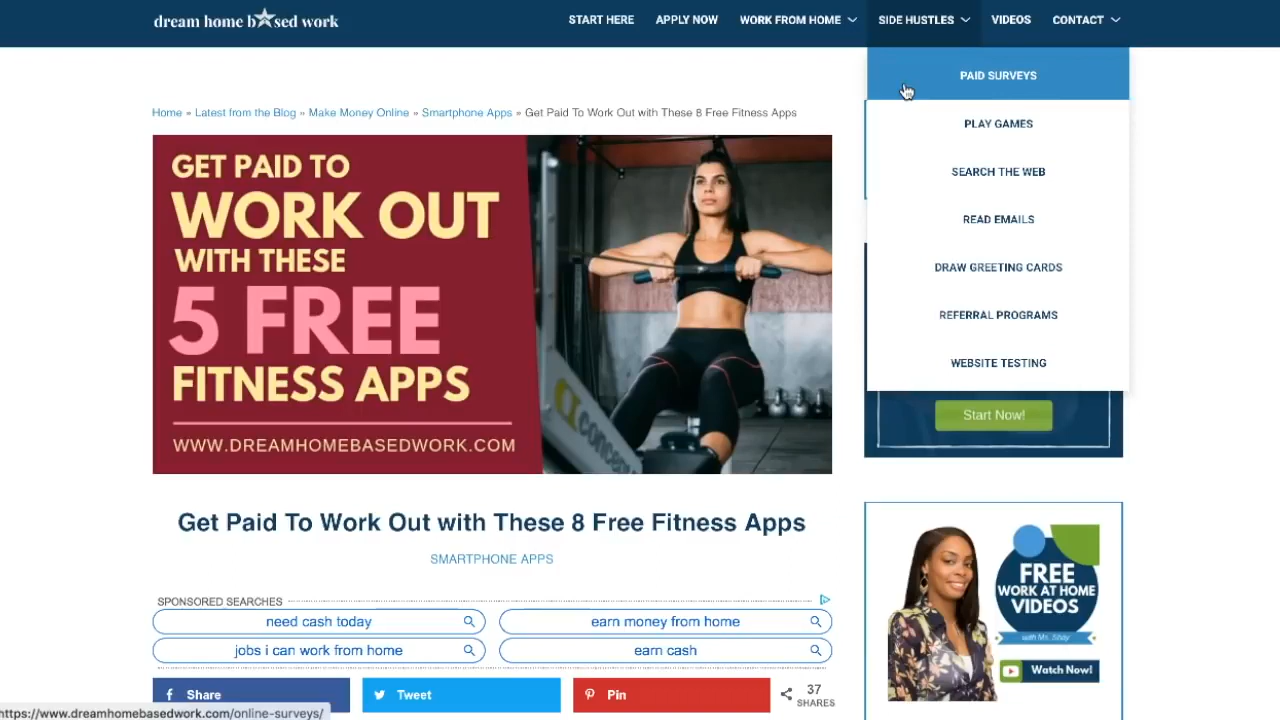 dream home b★sed work
START HERE
APPLY NOW
WORK FROM HOME
SIDE HUSTLES
VIDEOS
CONTACT
PAID SURVEYS
PLAY GAMES
SEARCH THE WEB
READ EMAILS
DRAW GREETING CARDS
REFERRAL PROGRAMS
WEBSITE TESTING
Home » Latest from the Blog » Make Money Online » Smartphone Apps » Get Paid To Work Out with These 8 Free Fitness Apps
GET PAID TO
WORK OUT
WITH THESE
5 FREE
FITNESS APPS
WWW.DREAMHOMEBASEDWORK.COM
Start Now!
Get Paid To Work Out with These 8 Free Fitness Apps
SMARTPHONE APPS
SPONSORED SEARCHES
need cash today
earn money from home
jobs i can work from home
earn cash
Share
Tweet
Pin
37
SHARES
FREE
WORK AT HOME
VIDEOS
Watch Now!
https://www.dreamhomebasedwork.com/online-surveys/